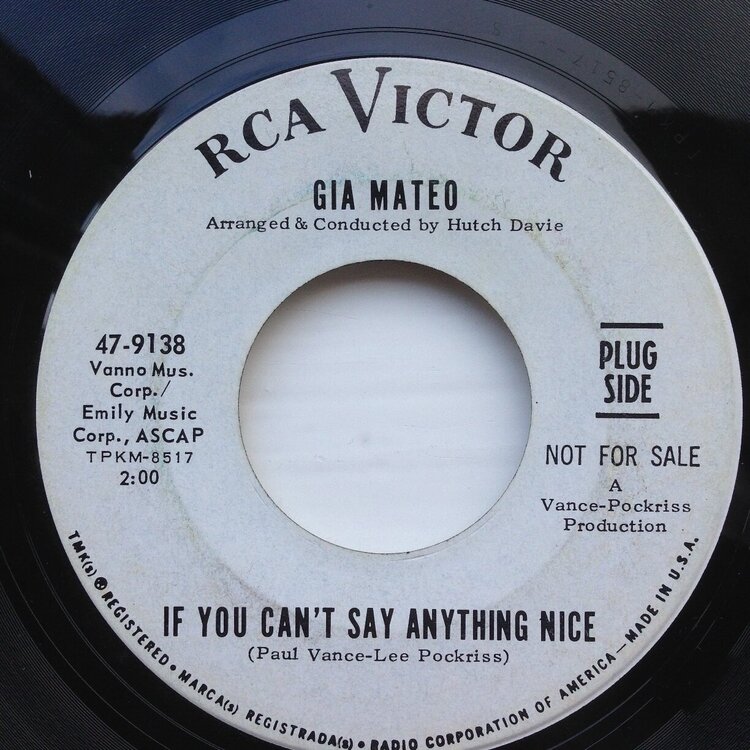 RCA VICTOR
GIA MATEO
Arranged & Conducted by Hutch Davie
47-9138
Vanno Mus.
Corp./
Emily Music
Corp., ASCAP
TPKM-8517
2:00
PLUG
SIDE
NOT FOR SALE
A
Vance-Pockriss
Production
IF YOU CAN'T SAY ANYTHING NICE
(Paul Vance-Lee Pockriss)
TMK(s) ® REGISTERED • MARCA(s) REGISTRADA(s) • RADIO CORPORATION OF AMERICA—MADE IN U.S.A.